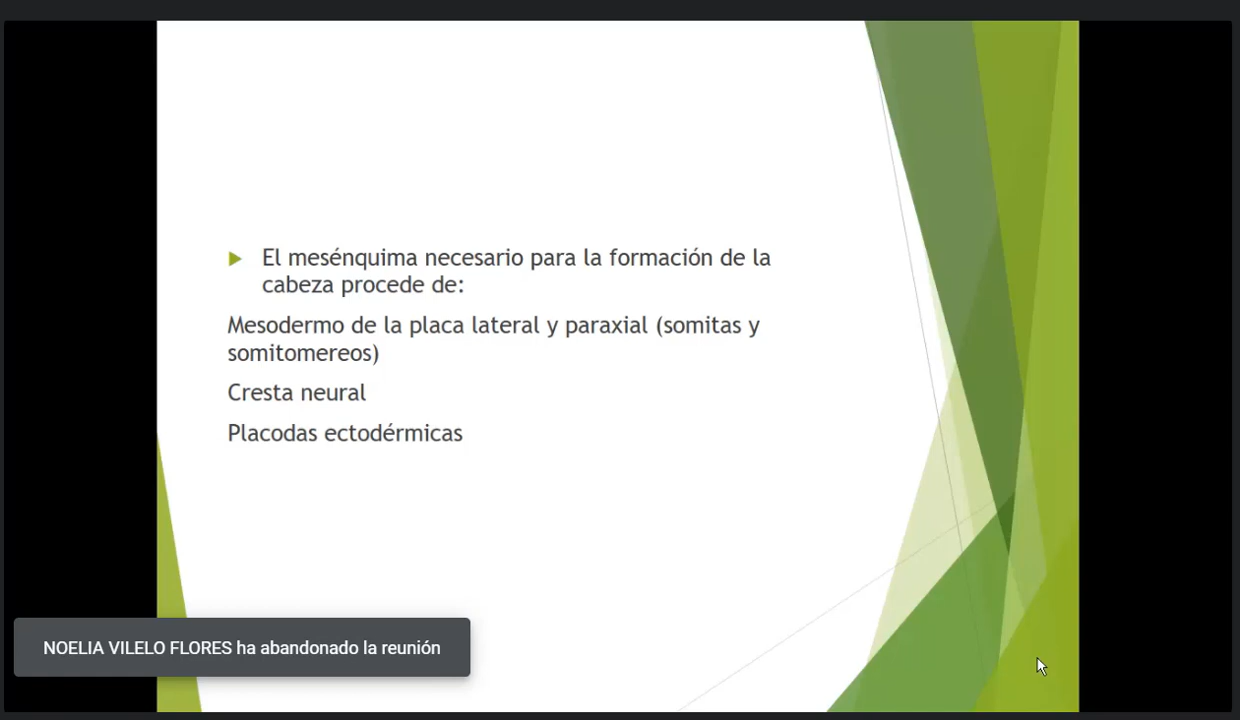 El mesénquima necesario para la formación de la
cabeza procede de:
Mesodermo de la placa lateral y paraxial (somitas y
somitomereos)
Cresta neural
Placodas ectodérmicas
NOELIA VILELO FLORES ha abandonado la reunión